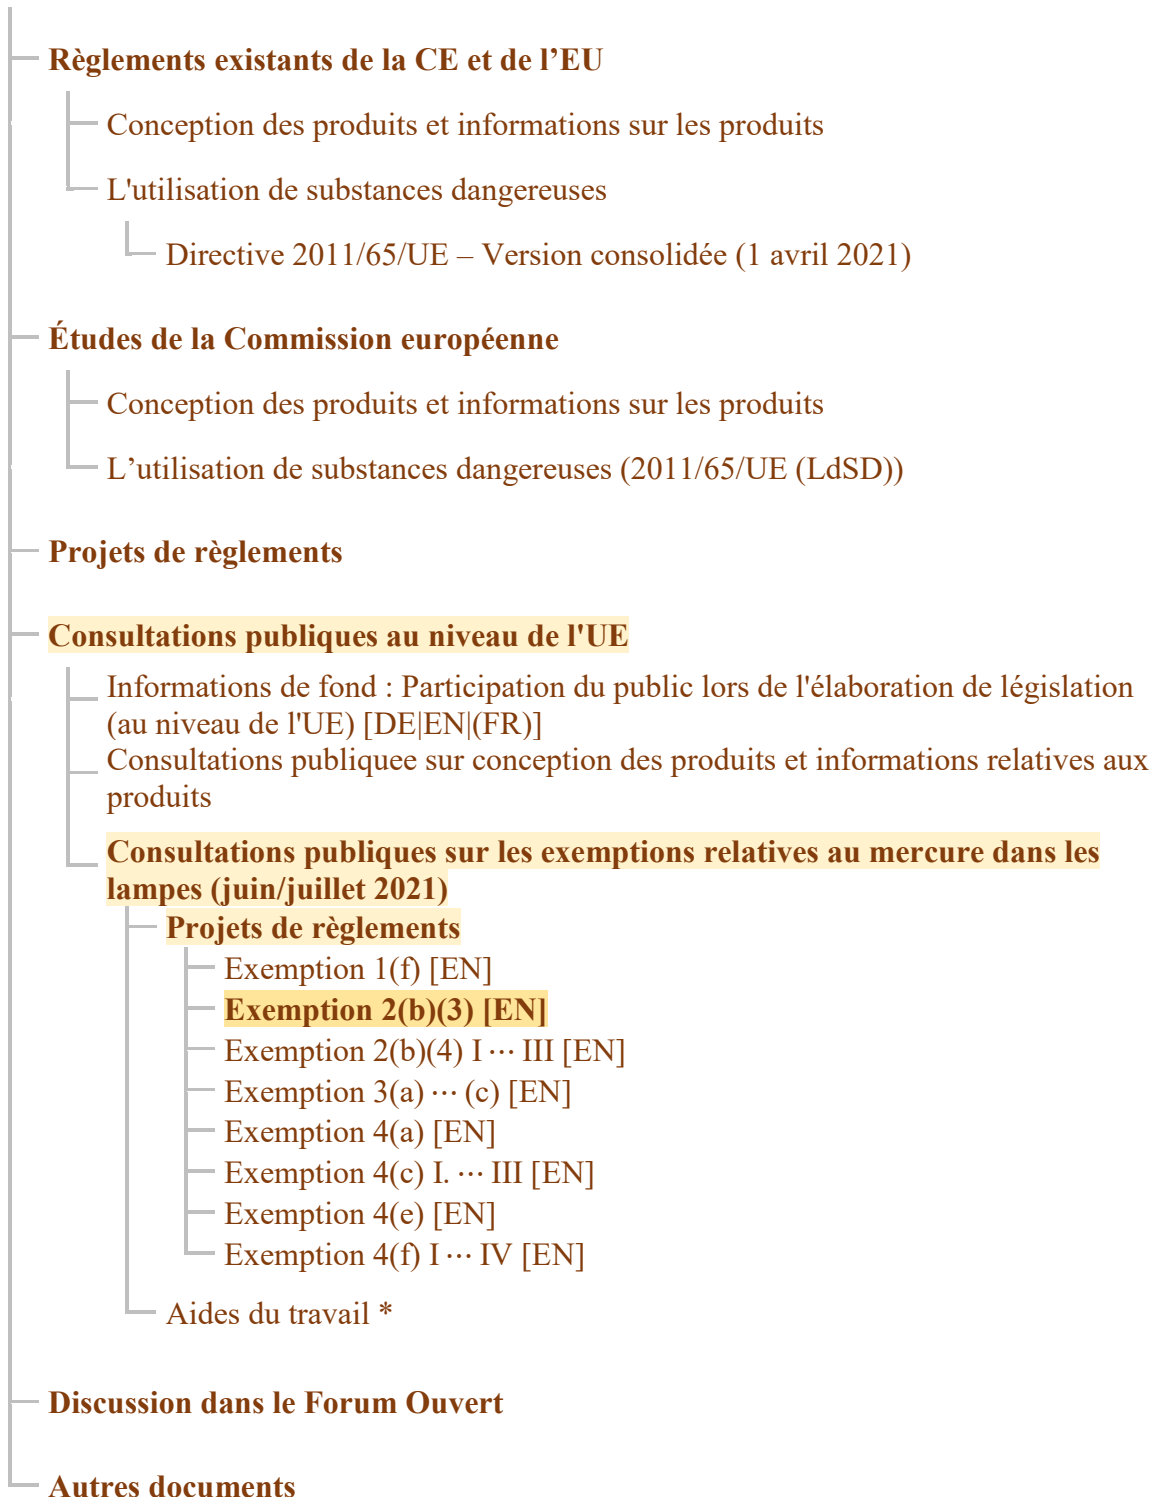 Règlements existants de la CE et de l’EU
Conception des produits et informations sur les produits
L'utilisation de substances dangereuses
Directive 2011/65/UE – Version consolidée (1 avril 2021)
Études de la Commission européenne
Conception des produits et informations sur les produits
L’utilisation de substances dangereuses (2011/65/UE (LdSD))
Projets de règlements
Consultations publiques au niveau de l'UE
Informations de fond : Participation du public lors de l'élaboration de législation
(au niveau de l'UE) [DE|EN|(FR)]
Consultations publiquee sur conception des produits et informations relatives aux
produits
Consultations publiques sur les exemptions relatives au mercure dans les
lampes (juin/juillet 2021)
Projets de règlements
Exemption 1(f) [EN]
Exemption 2(b)(3) [EN]
Exemption 2(b)(4) I ··· III [EN]
Exemption 3(a) ··· (c) [EN]
Exemption 4(a) [EN]
Exemption 4(c) I. ··· III [EN]
Exemption 4(e) [EN]
Exemption 4(f) I ··· IV [EN]
Aides du travail *
Discussion dans le Forum Ouvert
Autres documents